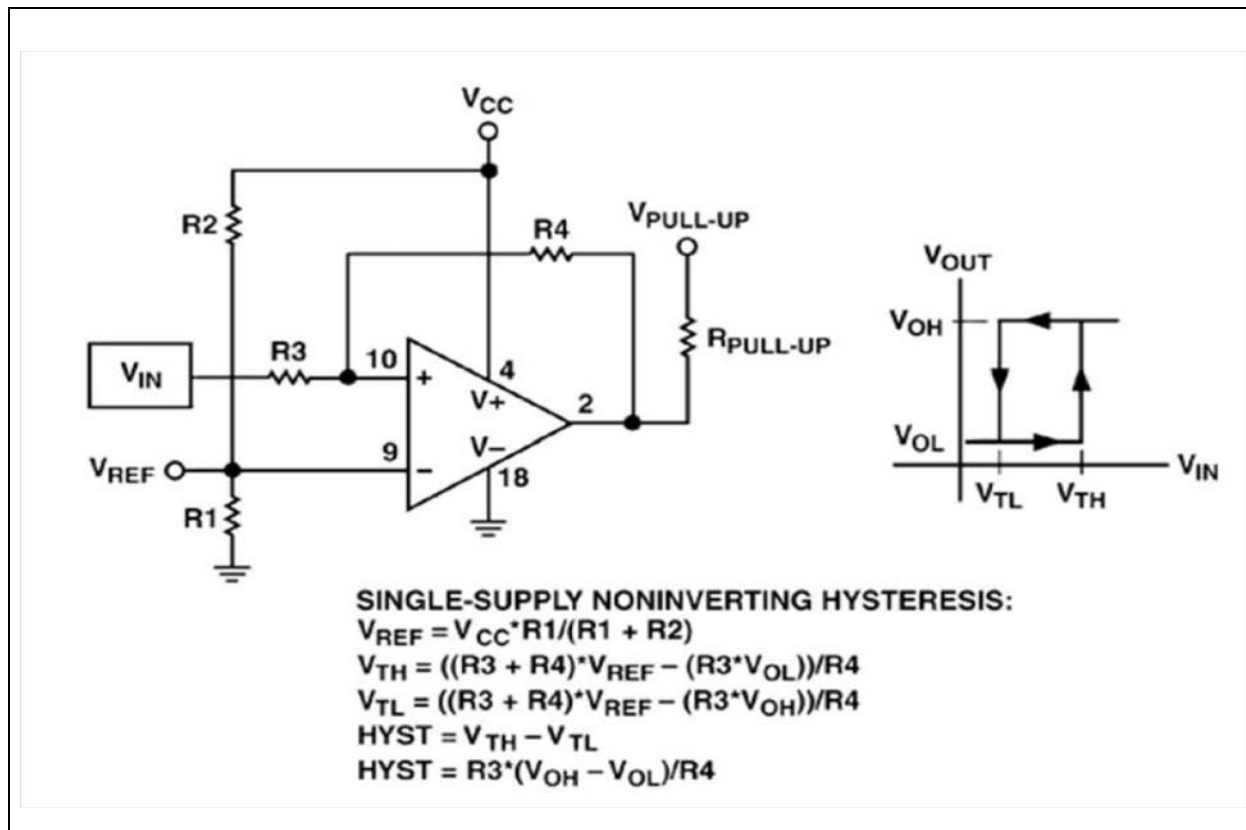 VCC
R2
R4
VPULL-UP
RPULL-UP
VIN
R3
10
+
4
V+
2
9
−
V−
18
VREF
R1
VOUT
VOH
VOL
VIN
VTL
VTH
SINGLE-SUPPLY NONINVERTING HYSTERESIS:
VREF = VCC*R1/(R1 + R2)
VTH = ((R3 + R4)*VREF – (R3*VOL))/R4
VTL = ((R3 + R4)*VREF – (R3*VOH))/R4
HYST = VTH – VTL
HYST = R3*(VOH – VOL)/R4